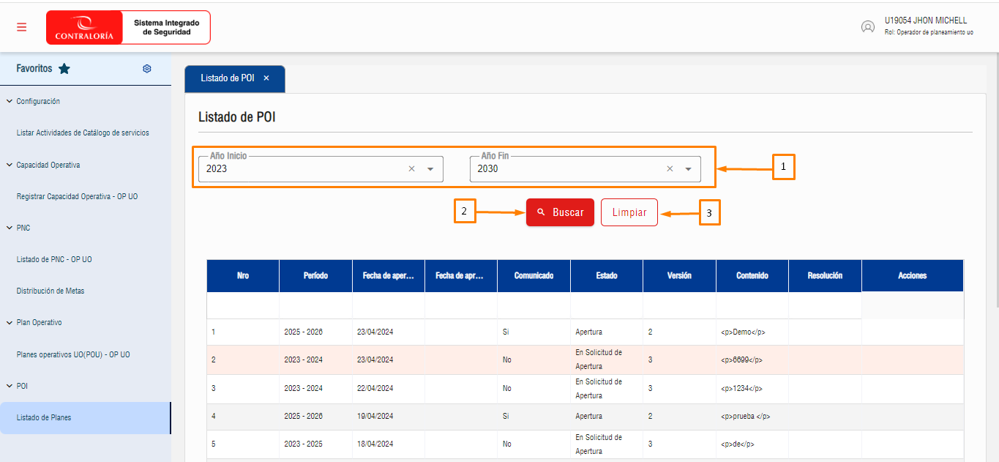 CONTRALORÍA
Sistema Integrado
de Seguridad
U19054 JHON MICHELL
Rol: Operador de planeamiento uo
Favoritos
Configuración
Listar Actividades de Catálogo de servicios
Capacidad Operativa
Registrar Capacidad Operativa - OP UO
PNC
Listado de PNC - OP UO
Distribución de Metas
Plan Operativo
Planes operativos UO(POU) - OP UO
POI
Listado de Planes
Listado de POI ×
Listado de POI
Año Inicio Año Fin
2023 × 2030 ×
1
2 Buscar Limpiar 3
Nro Período Fecha de aper... Fecha de apr... Comunicado Estado Versión Contenido Resolución Acciones
1 2025 - 2026 23/04/2024 Si Apertura 2 <p>Demo</p>
2 2023 - 2024 23/04/2024 No En Solicitud de Apertura 3 <p>6699</p>
3 2023 - 2024 22/04/2024 No En Solicitud de Apertura 3 <p>1234</p>
4 2025 - 2026 19/04/2024 Si Apertura 2 <p>prueba </p>
5 2023 - 2025 18/04/2024 No En Solicitud de Apertura 3 <p>de</p>